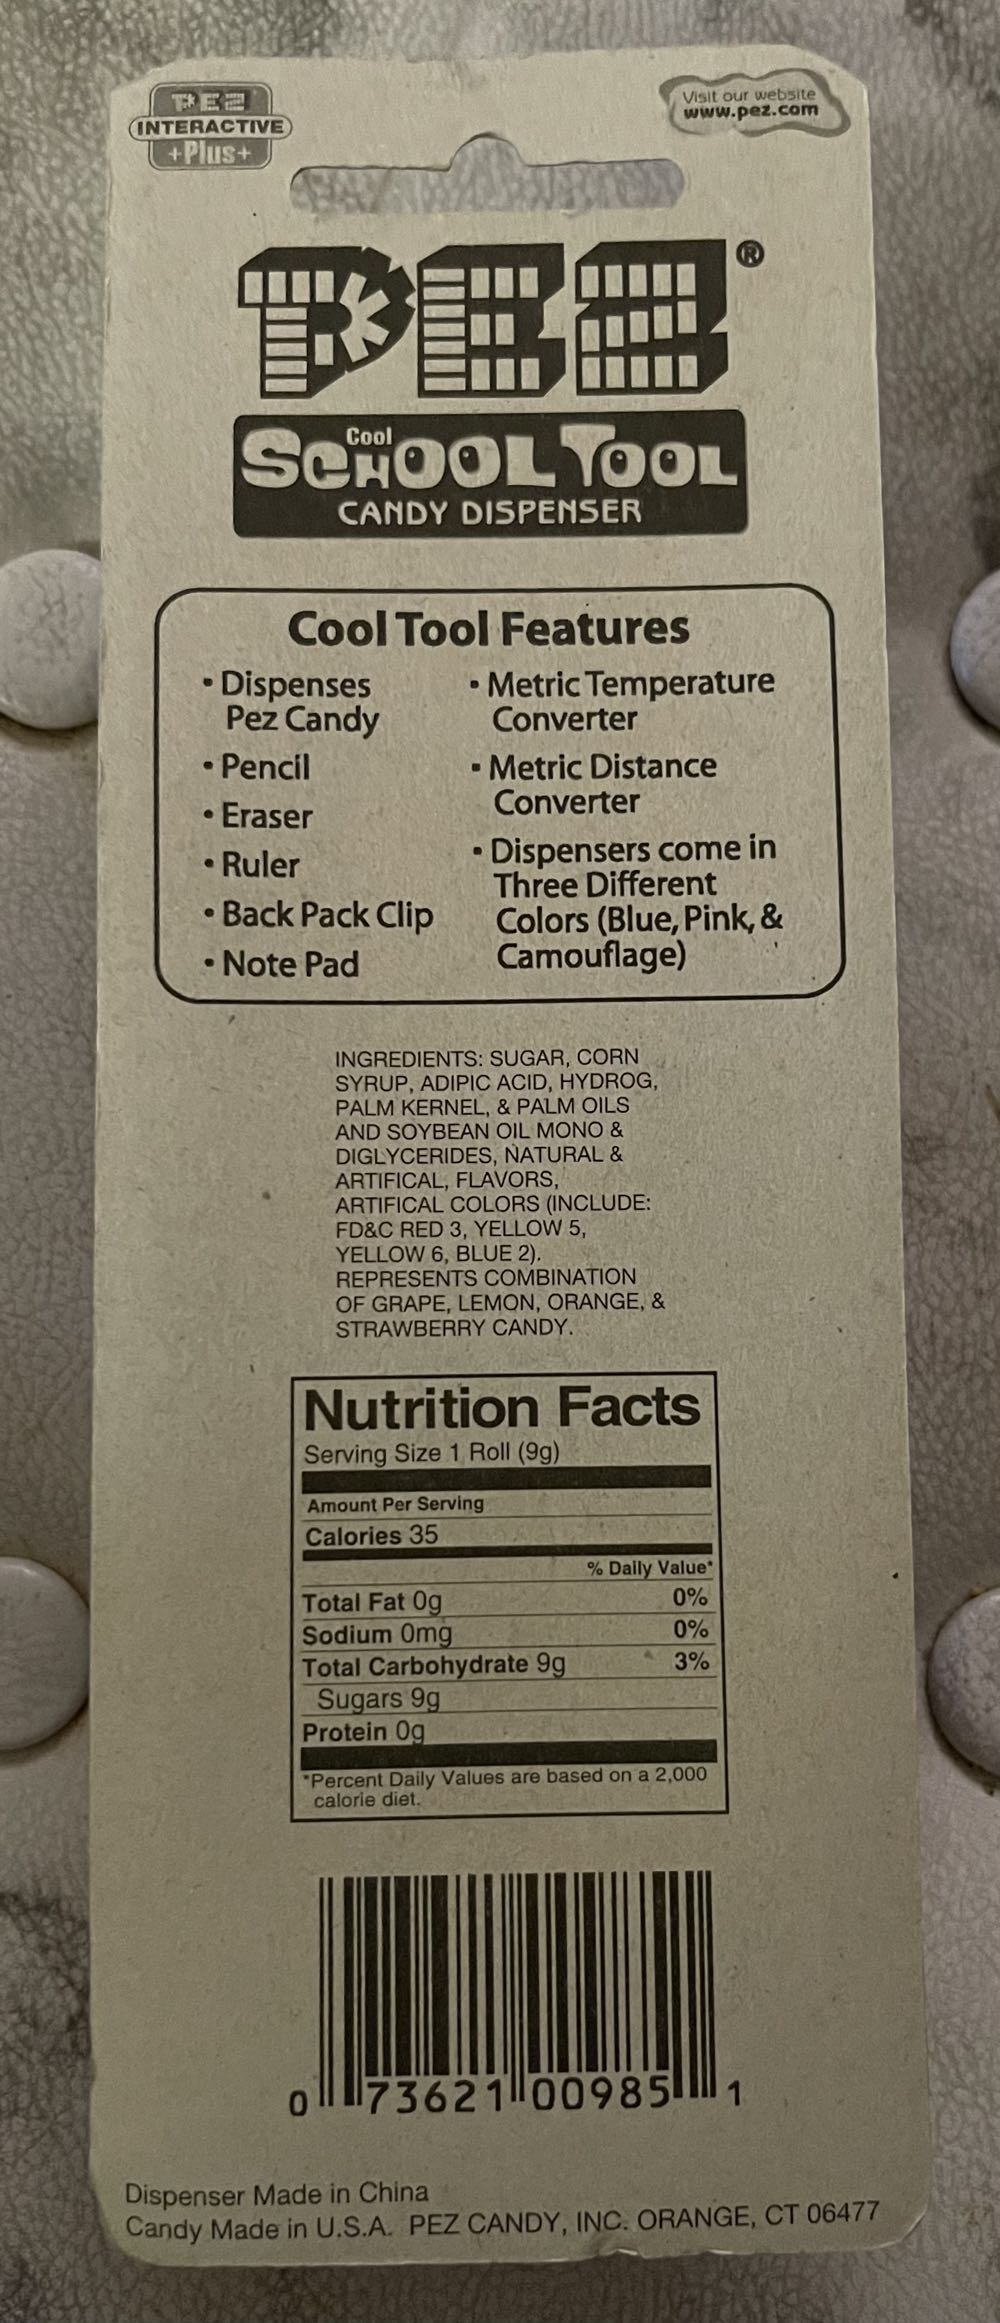 PEZ
INTERACTIVE
+Plus+
Visit our website
www.pez.com
PEZ®
Cool
SCHOOL TOOL
CANDY DISPENSER
Cool Tool Features
• Dispenses
Pez Candy
• Pencil
• Eraser
• Ruler
• Back Pack Clip
• Note Pad
• Metric Temperature
Converter
• Metric Distance
Converter
• Dispensers come in
Three Different
Colors (Blue, Pink, &
Camouflage)
INGREDIENTS: SUGAR, CORN
SYRUP, ADIPIC ACID, HYDROG,
PALM KERNEL, & PALM OILS
AND SOYBEAN OIL MONO &
DIGLYCERIDES, NATURAL &
ARTIFICAL, FLAVORS,
ARTIFICAL COLORS (INCLUDE:
FD&C RED 3, YELLOW 5,
YELLOW 6, BLUE 2).
REPRESENTS COMBINATION
OF GRAPE, LEMON, ORANGE, &
STRAWBERRY CANDY.
Nutrition Facts
Serving Size 1 Roll (9g)
Amount Per Serving
Calories 35
% Daily Value*
Total Fat 0g 0%
Sodium 0mg 0%
Total Carbohydrate 9g 3%
Sugars 9g
Protein 0g
*Percent Daily Values are based on a 2,000
calorie diet.
0 73621 00985 1
Dispenser Made in China
Candy Made in U.S.A. PEZ CANDY, INC. ORANGE, CT 06477